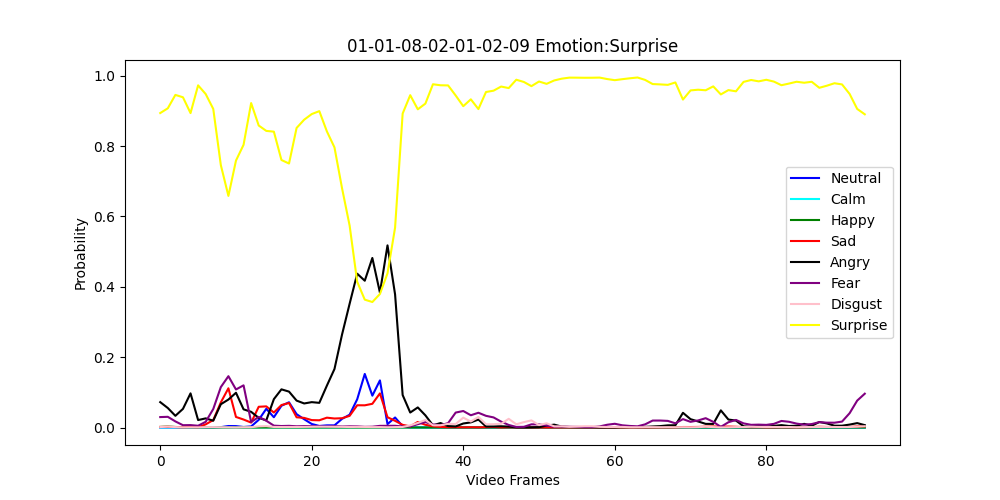 01-01-08-02-01-02-09 Emotion:Surprise
1.0
0.8
0.6
0.4
0.2
0.0
Probability
0 20 40 60 80
Video Frames
Neutral
Calm
Happy
Sad
Angry
Fear
Disgust
Surprise